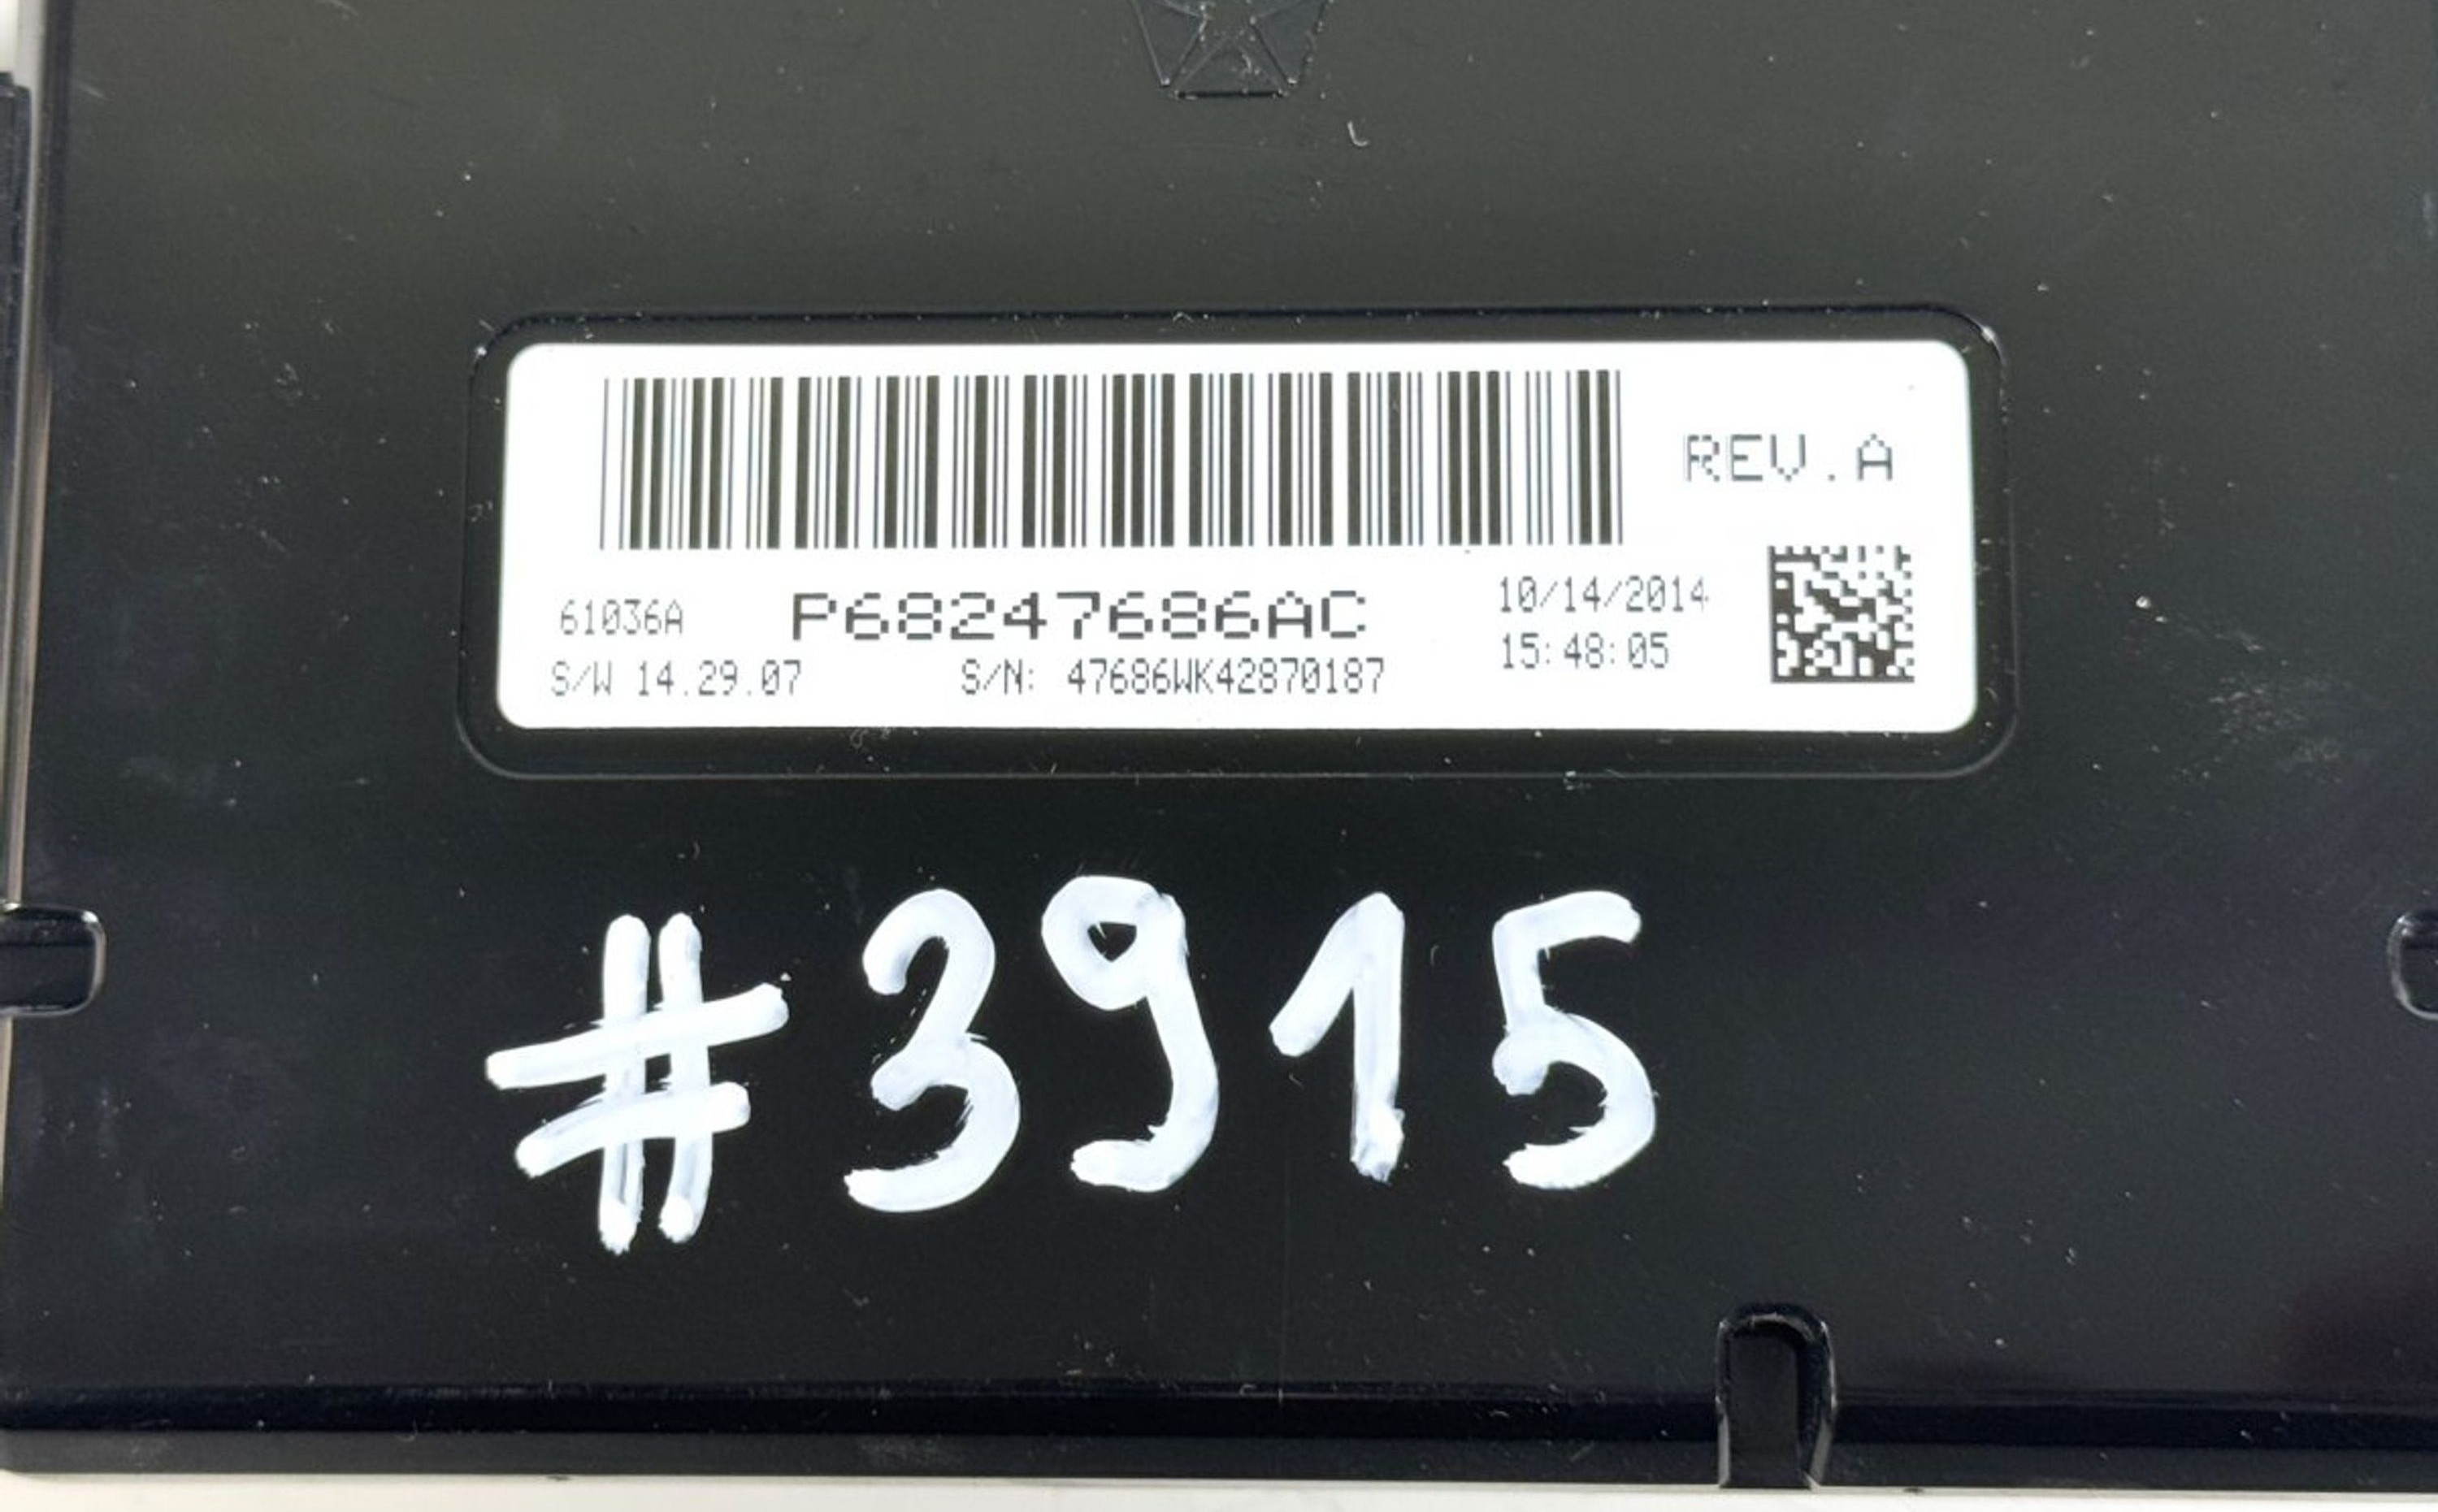 REV.A
61036A P68247686AC 10/14/2014
S/W 14.29.07 S/N: 47686WK42870187 15:48:05
#3915